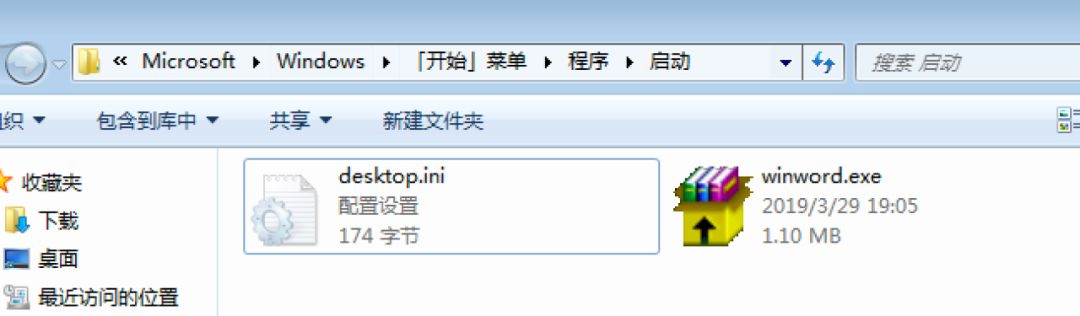 « Microsoft ▸ Windows ▸ 「开始」菜单 ▸ 程序 ▸ 启动
搜索 启动
组织 包含到库中 共享 新建文件夹
收藏夹
下载
桌面
最近访问的位置
desktop.ini
配置设置
174 字节
winword.exe
2019/3/29 19:05
1.10 MB